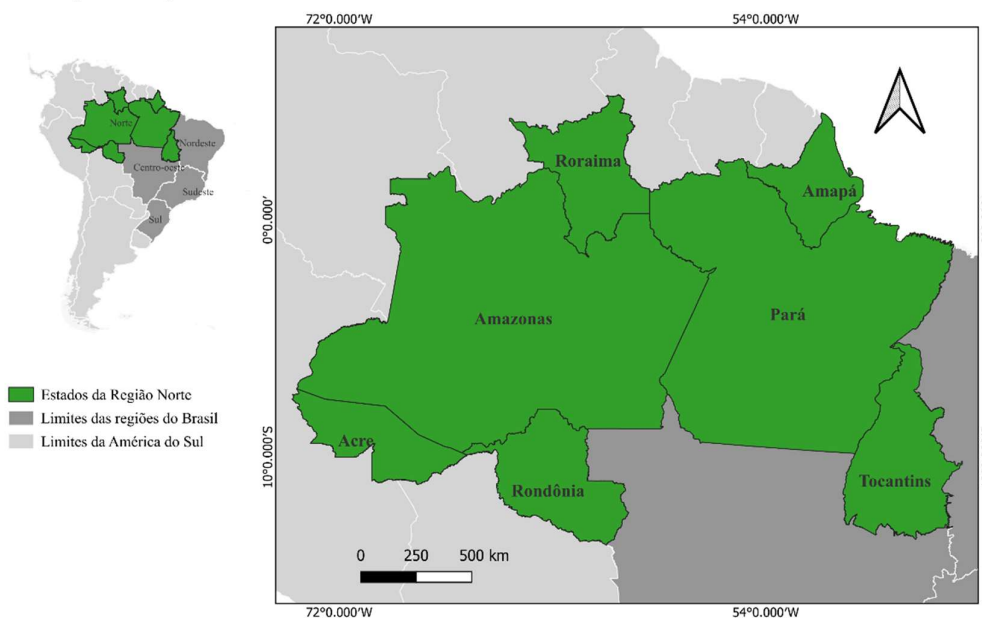 72°0.000'W
54°0.000'W
Norte
Nordeste
Centro-oeste
Sudeste
Sul
Roraima
Amapá
0°0.000'
Amazonas
Pará
Estados da Região Norte
Limites das regiões do Brasil
Limites da América do Sul
Acre
10°0.000'S
Rondônia
Tocantins
0 250 500 km
72°0.000'W
54°0.000'W